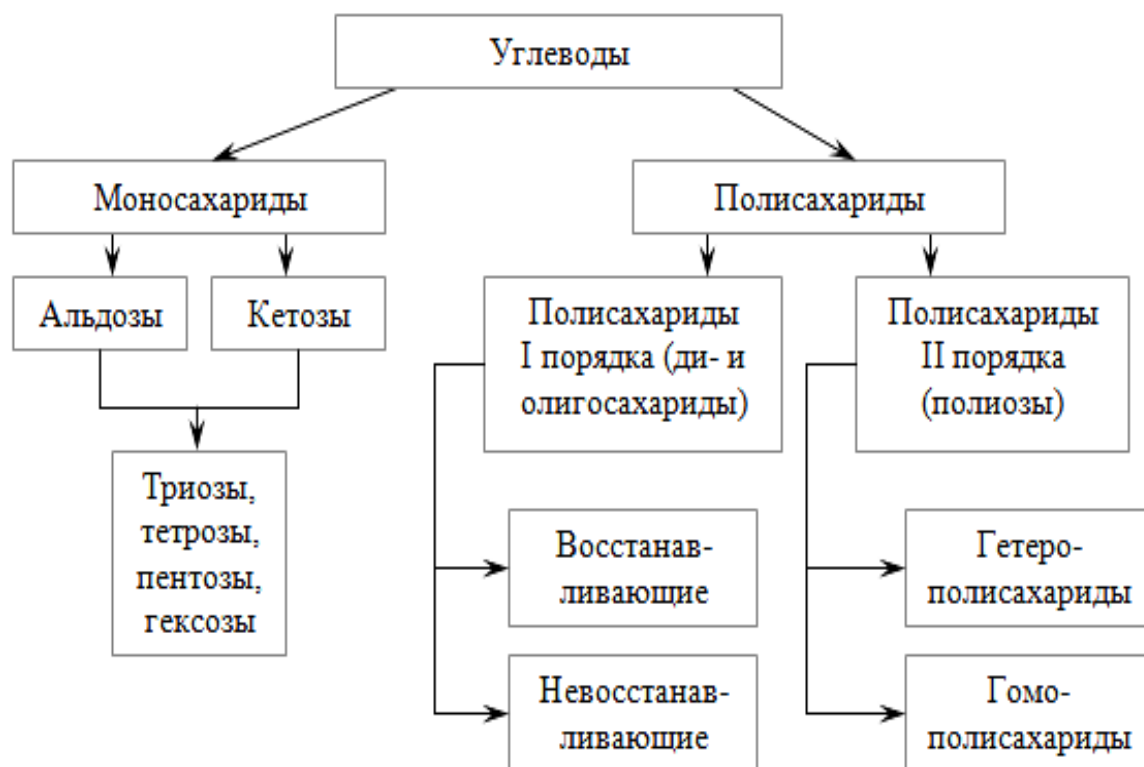 Углеводы
Моносахариды
Полисахариды
Альдозы
Кетозы
Триозы,
тетрозы,
пентозы,
гексозы
Полисахариды
I порядка (ди- и
олигосахариды)
Восстанав-
ливающие
Невосстанав-
ливающие
Полисахариды
II порядка
(полиозы)
Гетеро-
полисахариды
Гомо-
полисахариды